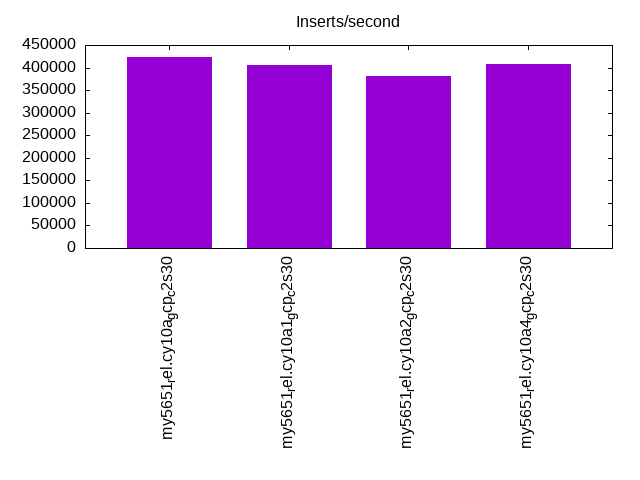 Inserts/second
450000
400000
350000
300000
250000
200000
150000
100000
50000
0
my5651rel.cy10agcpc2s30
my5651rel.cy10a1gcpc2s30
my5651rel.cy10a2gcpc2s30
my5651rel.cy10a4gcpc2s30